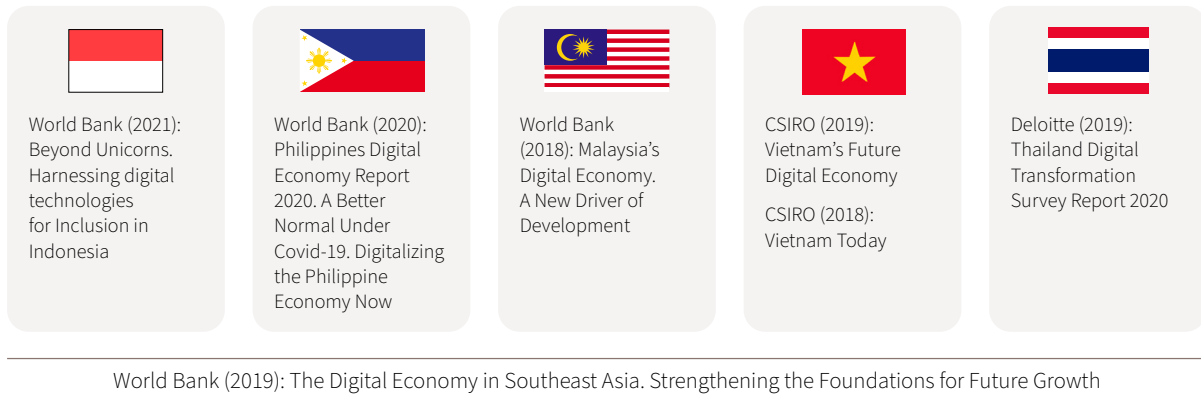 World Bank (2021):
Beyond Unicorns.
Harnessing digital
technologies
for Inclusion in
Indonesia
World Bank (2020):
Philippines Digital
Economy Report
2020. A Better
Normal Under
Covid-19. Digitalizing
the Philippine
Economy Now
World Bank
(2018): Malaysia’s
Digital Economy.
A New Driver of
Development
CSIRO (2019):
Vietnam’s Future
Digital Economy
CSIRO (2018):
Vietnam Today
Deloitte (2019):
Thailand Digital
Transformation
Survey Report 2020
World Bank (2019): The Digital Economy in Southeast Asia. Strengthening the Foundations for Future Growth